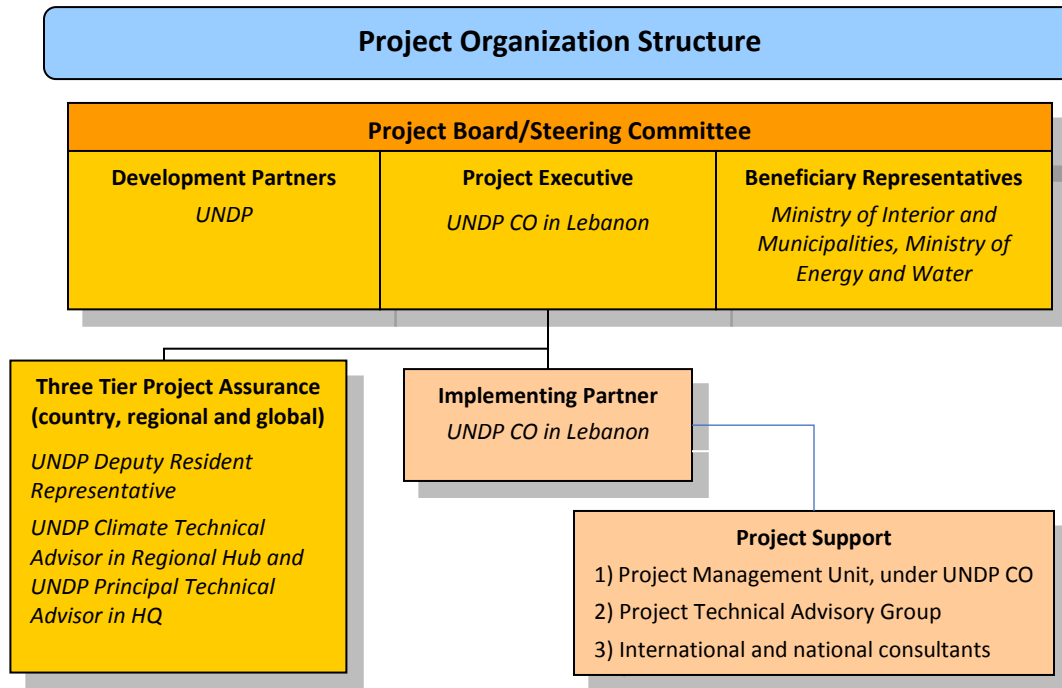 Project Organization Structure
Project Board/Steering Committee
Development Partners
UNDP
Project Executive
UNDP CO in Lebanon
Beneficiary Representatives
Ministry of Interior and
Municipalities, Ministry of
Energy and Water
Three Tier Project Assurance
(country, regional and global)
UNDP Deputy Resident
Representative
UNDP Climate Technical
Advisor in Regional Hub and
UNDP Principal Technical
Advisor in HQ
Implementing Partner
UNDP CO in Lebanon
Project Support
1) Project Management Unit, under UNDP CO
2) Project Technical Advisory Group
3) International and national consultants